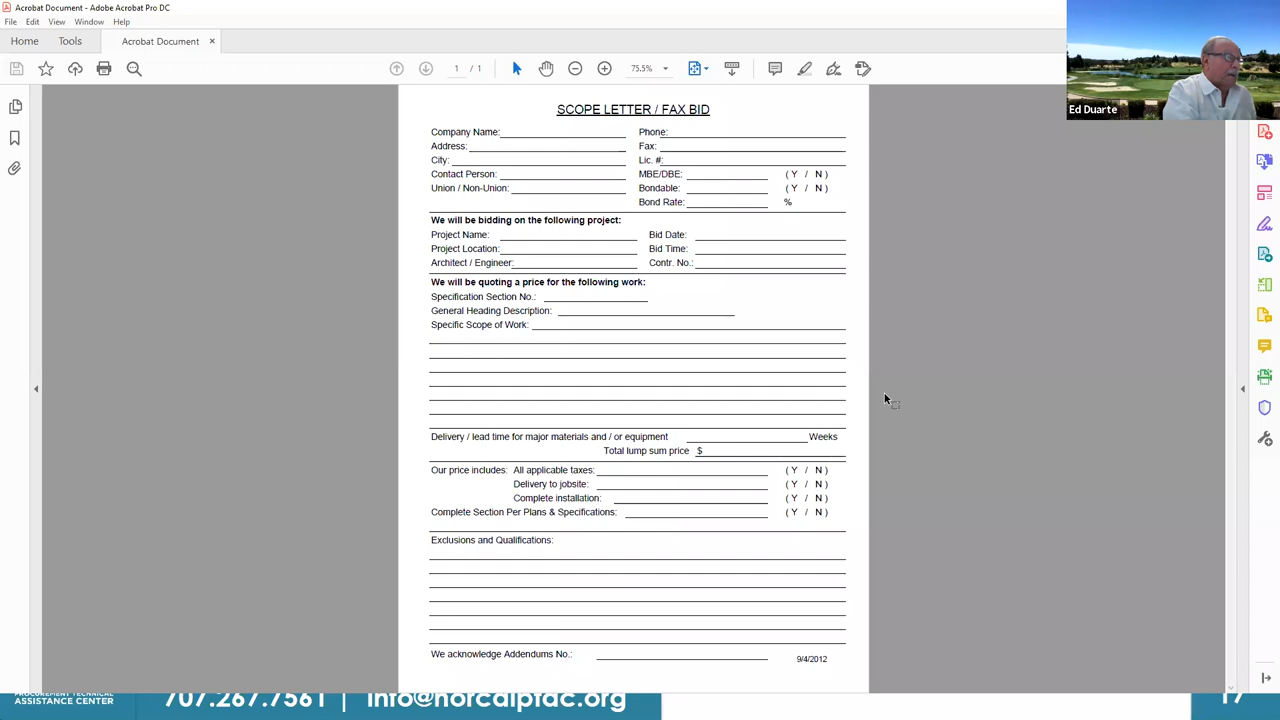 Acrobat Document - Adobe Acrobat Pro DC
File Edit View Window Help
Home Tools Acrobat Document ×
1 / 1 75.5%
Ed Duarte
SCOPE LETTER / FAX BID
Company Name: Phone:
Address: Fax:
City: Lic. #:
Contact Person: MBE/DBE: ( Y / N )
Union / Non-Union: Bondable: ( Y / N )
Bond Rate: %
We will be bidding on the following project:
Project Name: Bid Date:
Project Location: Bid Time:
Architect / Engineer: Contr. No.:
We will be quoting a price for the following work:
Specification Section No.:
General Heading Description:
Specific Scope of Work:
Delivery / lead time for major materials and / or equipment Weeks
Total lump sum price $
Our price includes: All applicable taxes: ( Y / N )
Delivery to jobsite: ( Y / N )
Complete installation: ( Y / N )
Complete Section Per Plans & Specifications: ( Y / N )
Exclusions and Qualifications:
We acknowledge Addendums No.:
9/4/2012
PROCUREMENT TECHNICAL
ASSISTANCE CENTER
707.267.7561 | info@norcalptac.org
17